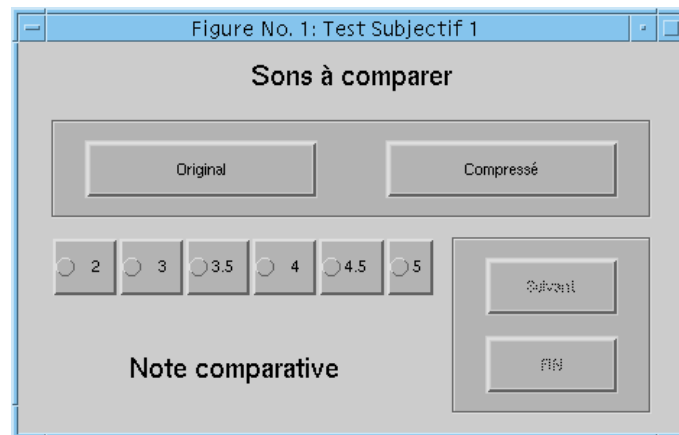 Figure No. 1: Test Subjectif 1
Sons à comparer
Original Compressé
2 3 3.5 4 4.5 5
Suivant
FIN
Note comparative